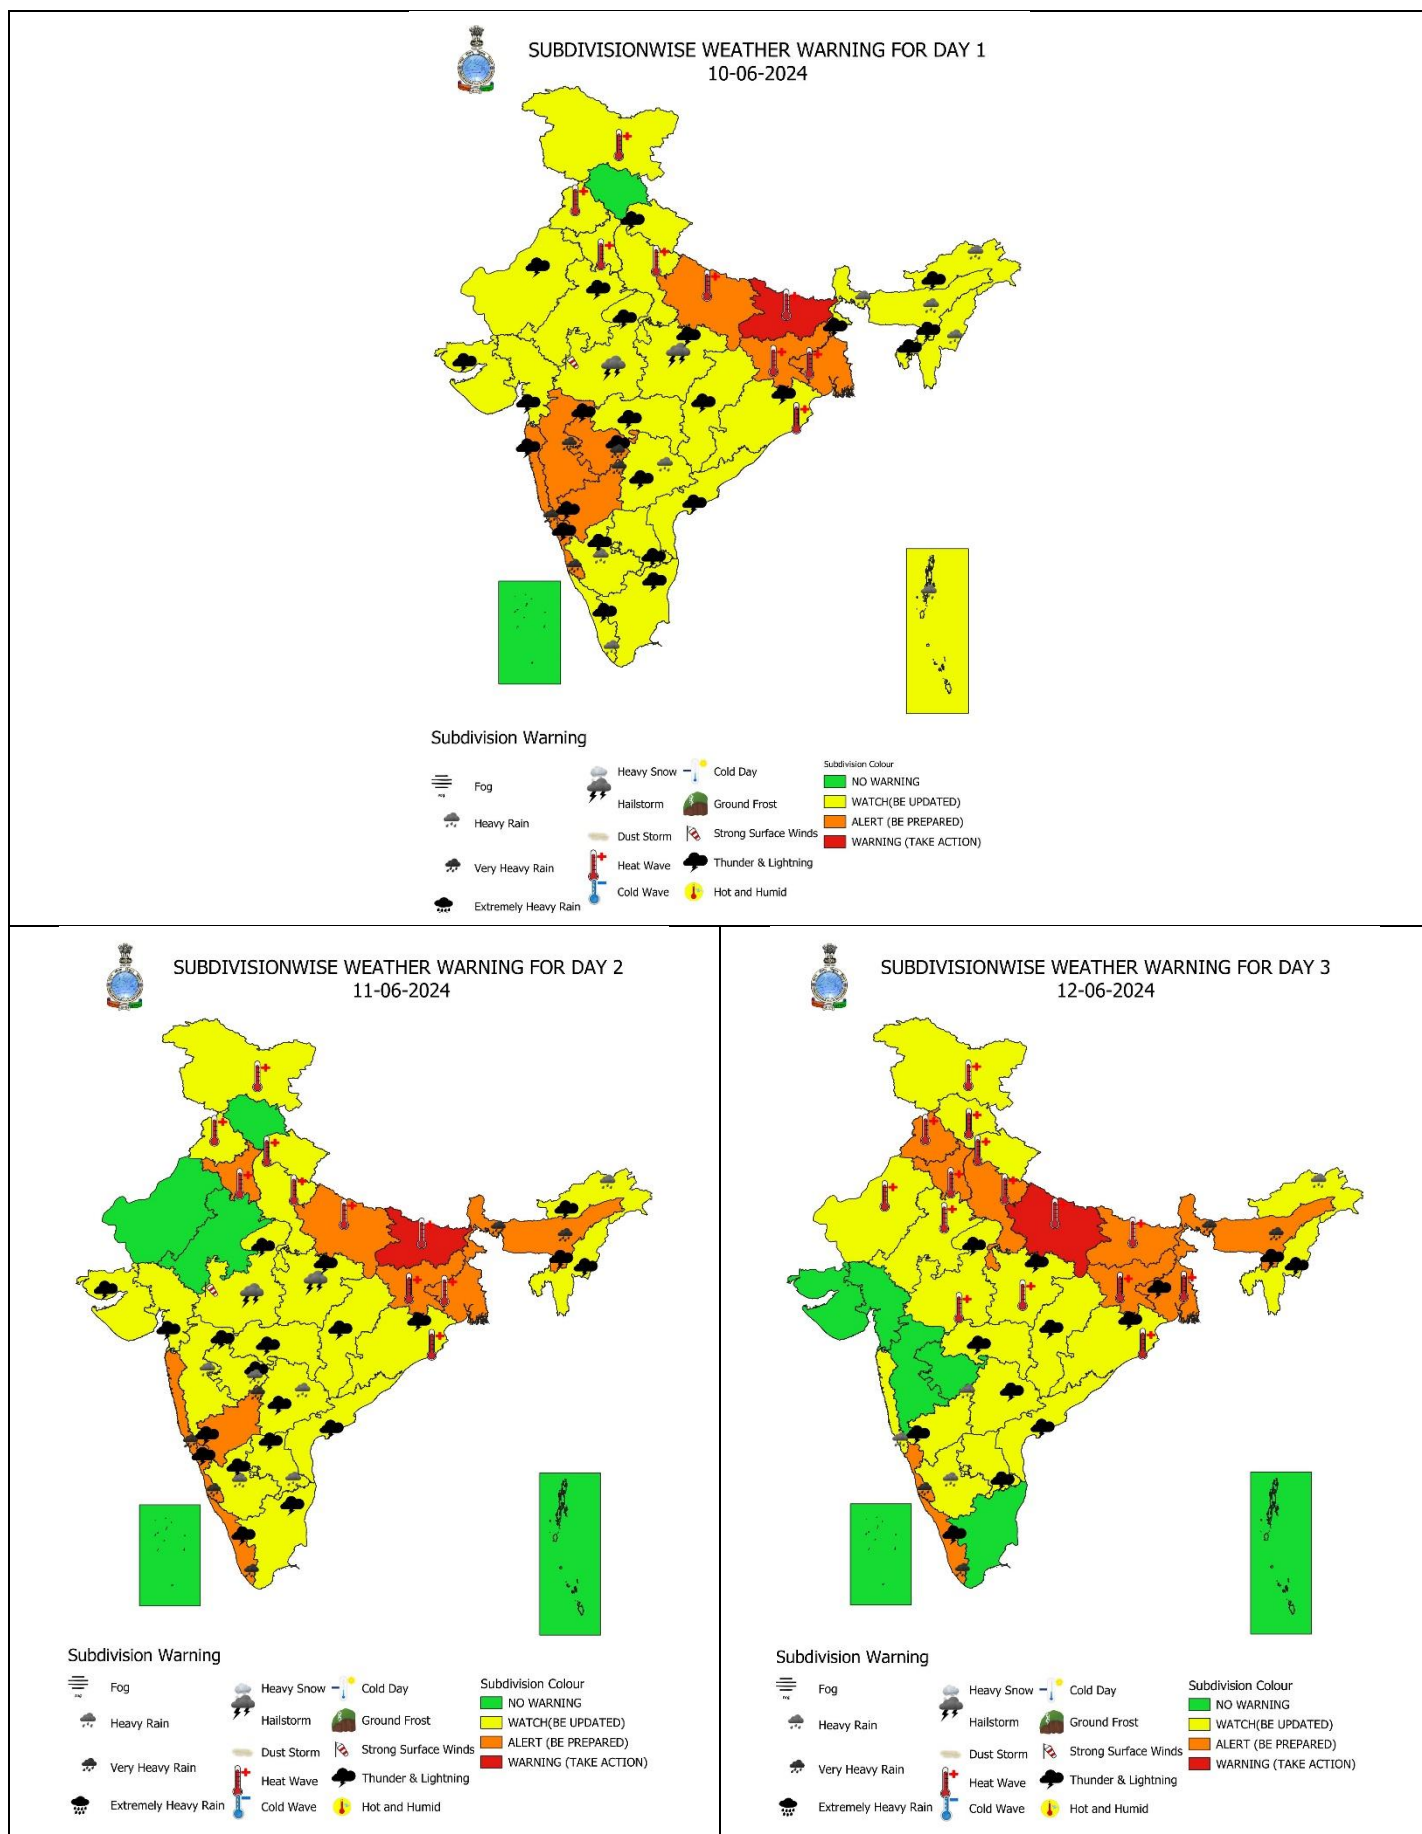 SUBDIVISIONWISE WEATHER WARNING FOR DAY 1
10-06-2024
Subdivision Warning
Fog
Heavy Rain
Very Heavy Rain
Extremely Heavy Rain
Heavy Snow
Hailstorm
Dust Storm
Heat Wave
Cold Wave
Cold Day
Ground Frost
Strong Surface Winds
Thunder & Lightning
Hot and Humid
Subdivision Colour
NO WARNING
WATCH(BE UPDATED)
ALERT (BE PREPARED)
WARNING (TAKE ACTION)
SUBDIVISIONWISE WEATHER WARNING FOR DAY 2
11-06-2024
Subdivision Warning
Fog
Heavy Rain
Very Heavy Rain
Extremely Heavy Rain
Heavy Snow
Hailstorm
Dust Storm
Heat Wave
Cold Wave
Cold Day
Ground Frost
Strong Surface Winds
Thunder & Lightning
Hot and Humid
Subdivision Colour
NO WARNING
WATCH(BE UPDATED)
ALERT (BE PREPARED)
WARNING (TAKE ACTION)
SUBDIVISIONWISE WEATHER WARNING FOR DAY 3
12-06-2024
Subdivision Warning
Fog
Heavy Rain
Very Heavy Rain
Extremely Heavy Rain
Heavy Snow
Hailstorm
Dust Storm
Heat Wave
Cold Wave
Cold Day
Ground Frost
Strong Surface Winds
Thunder & Lightning
Hot and Humid
Subdivision Colour
NO WARNING
WATCH(BE UPDATED)
ALERT (BE PREPARED)
WARNING (TAKE ACTION)